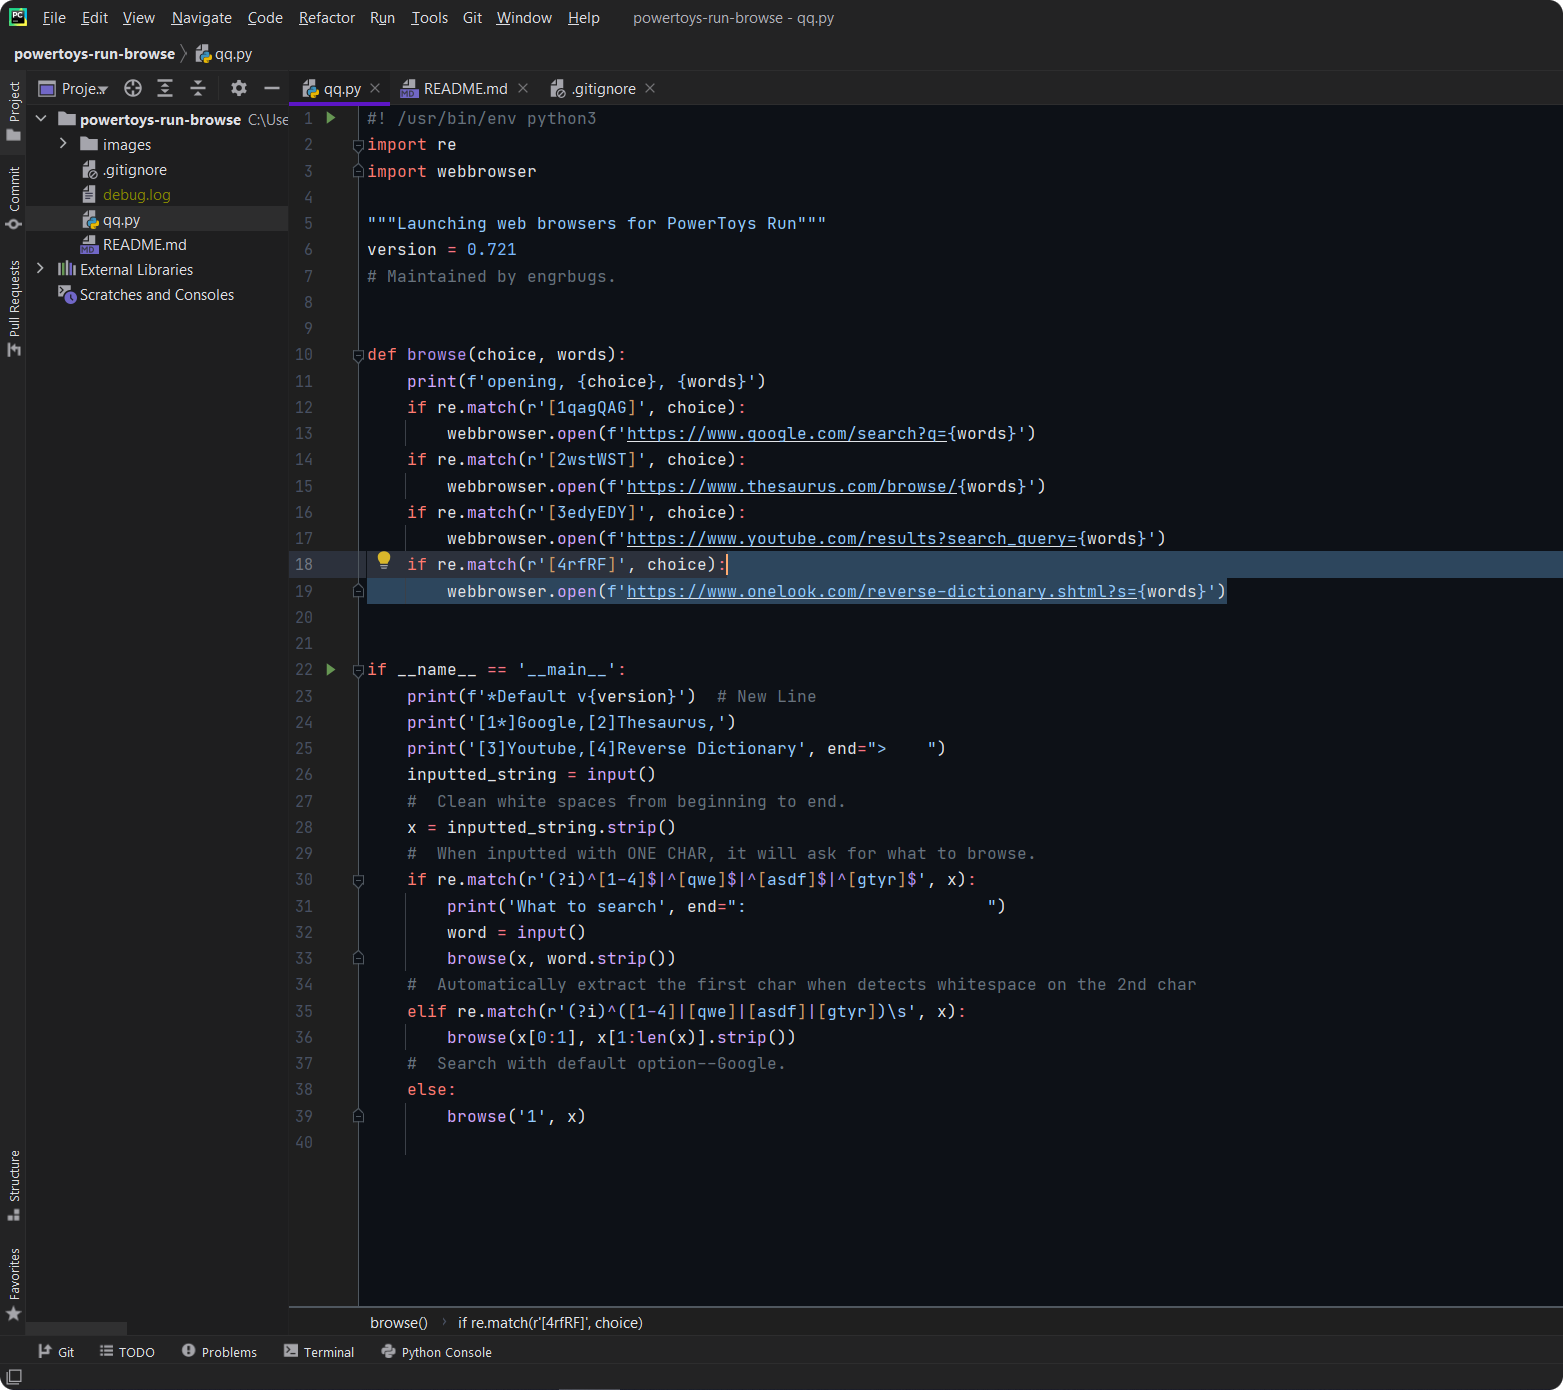 PC File Edit View Navigate Code Refactor Run Tools Git Window Help powertoys-run-browse - qq.py
powertoys-run-browse qq.py
Project
Commit
Pull Requests
Structure
Favorites
Proje..
qq.py README.md .gitignore
powertoys-run-browse C:\Use
images
.gitignore
debug.log
qq.py
README.md
External Libraries
Scratches and Consoles
1 #! /usr/bin/env python3
2 import re
3 import webbrowser
4
5 """Launching web browsers for PowerToys Run"""
6 version = 0.721
7 # Maintained by engrbugs.
8
9
10 def browse(choice, words):
11     print(f'opening, {choice}, {words}')
12     if re.match(r'[1qagQAG]', choice):
13         webbrowser.open(f'https://www.google.com/search?q={words}')
14     if re.match(r'[2wstWST]', choice):
15         webbrowser.open(f'https://www.thesaurus.com/browse/{words}')
16     if re.match(r'[3edyEDY]', choice):
17         webbrowser.open(f'https://www.youtube.com/results?search_query={words}')
18     if re.match(r'[4rfRF]', choice):
19         webbrowser.open(f'https://www.onelook.com/reverse-dictionary.shtml?s={words}')
20
21
22 if __name__ == '__main__':
23     print(f'*Default v{version}')  # New Line
24     print('[1*]Google,[2]Thesaurus,')
25     print('[3]Youtube,[4]Reverse Dictionary', end=">    ")
26     inputted_string = input()
27     #  Clean white spaces from beginning to end.
28     x = inputted_string.strip()
29     #  When inputted with ONE CHAR, it will ask for what to browse.
30     if re.match(r'(?i)^[1-4]$|^[qwe]$|^[asdf]$|^[gtyr]$', x):
31         print('What to search', end=":                        ")
32         word = input()
33         browse(x, word.strip())
34     #  Automatically extract the first char when detects whitespace on the 2nd char
35     elif re.match(r'(?i)^([1-4]|[qwe]|[asdf]|[gtyr])\s', x):
36         browse(x[0:1], x[1:len(x)].strip())
37     #  Search with default option--Google.
38     else:
39         browse('1', x)
40
browse() if re.match(r'[4rfRF]', choice)
Git TODO Problems Terminal Python Console